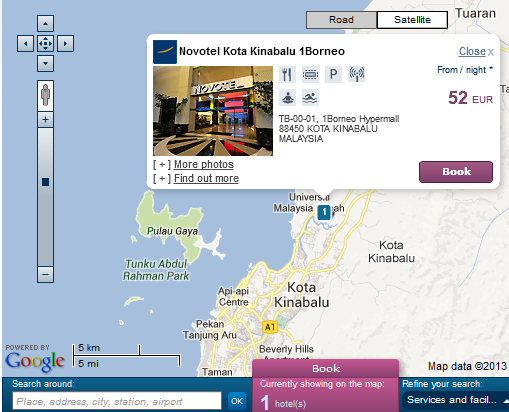 Tuaran
Road
Satellite
Novotel Kota Kinabalu 1Borneo
Close x
From / night *
NOVOTEL
P
52 EUR
TB-00-01, 1Borneo Hypermall
88450 KOTA KINABALU
MALAYSIA
[ + ] More photos
[ + ] Find out more
Book
Universiti
Malaysia
1
Pulau Gaya
Tunku Abdul
Rahman Park
Kota
Kinabalu
Api-api
Centre
Kota
Kinabalu
Pekan
Tanjung Aru
A1
Beverly Hills
Apartment
Taman
5 km
5 mi
POWERED BY
Google
Map data ©2013
Book
Search around:
Place, address, city, station, airport
OK
Currently showing on the map:
1 hotel(s)
Refine your search:
Services and facil...